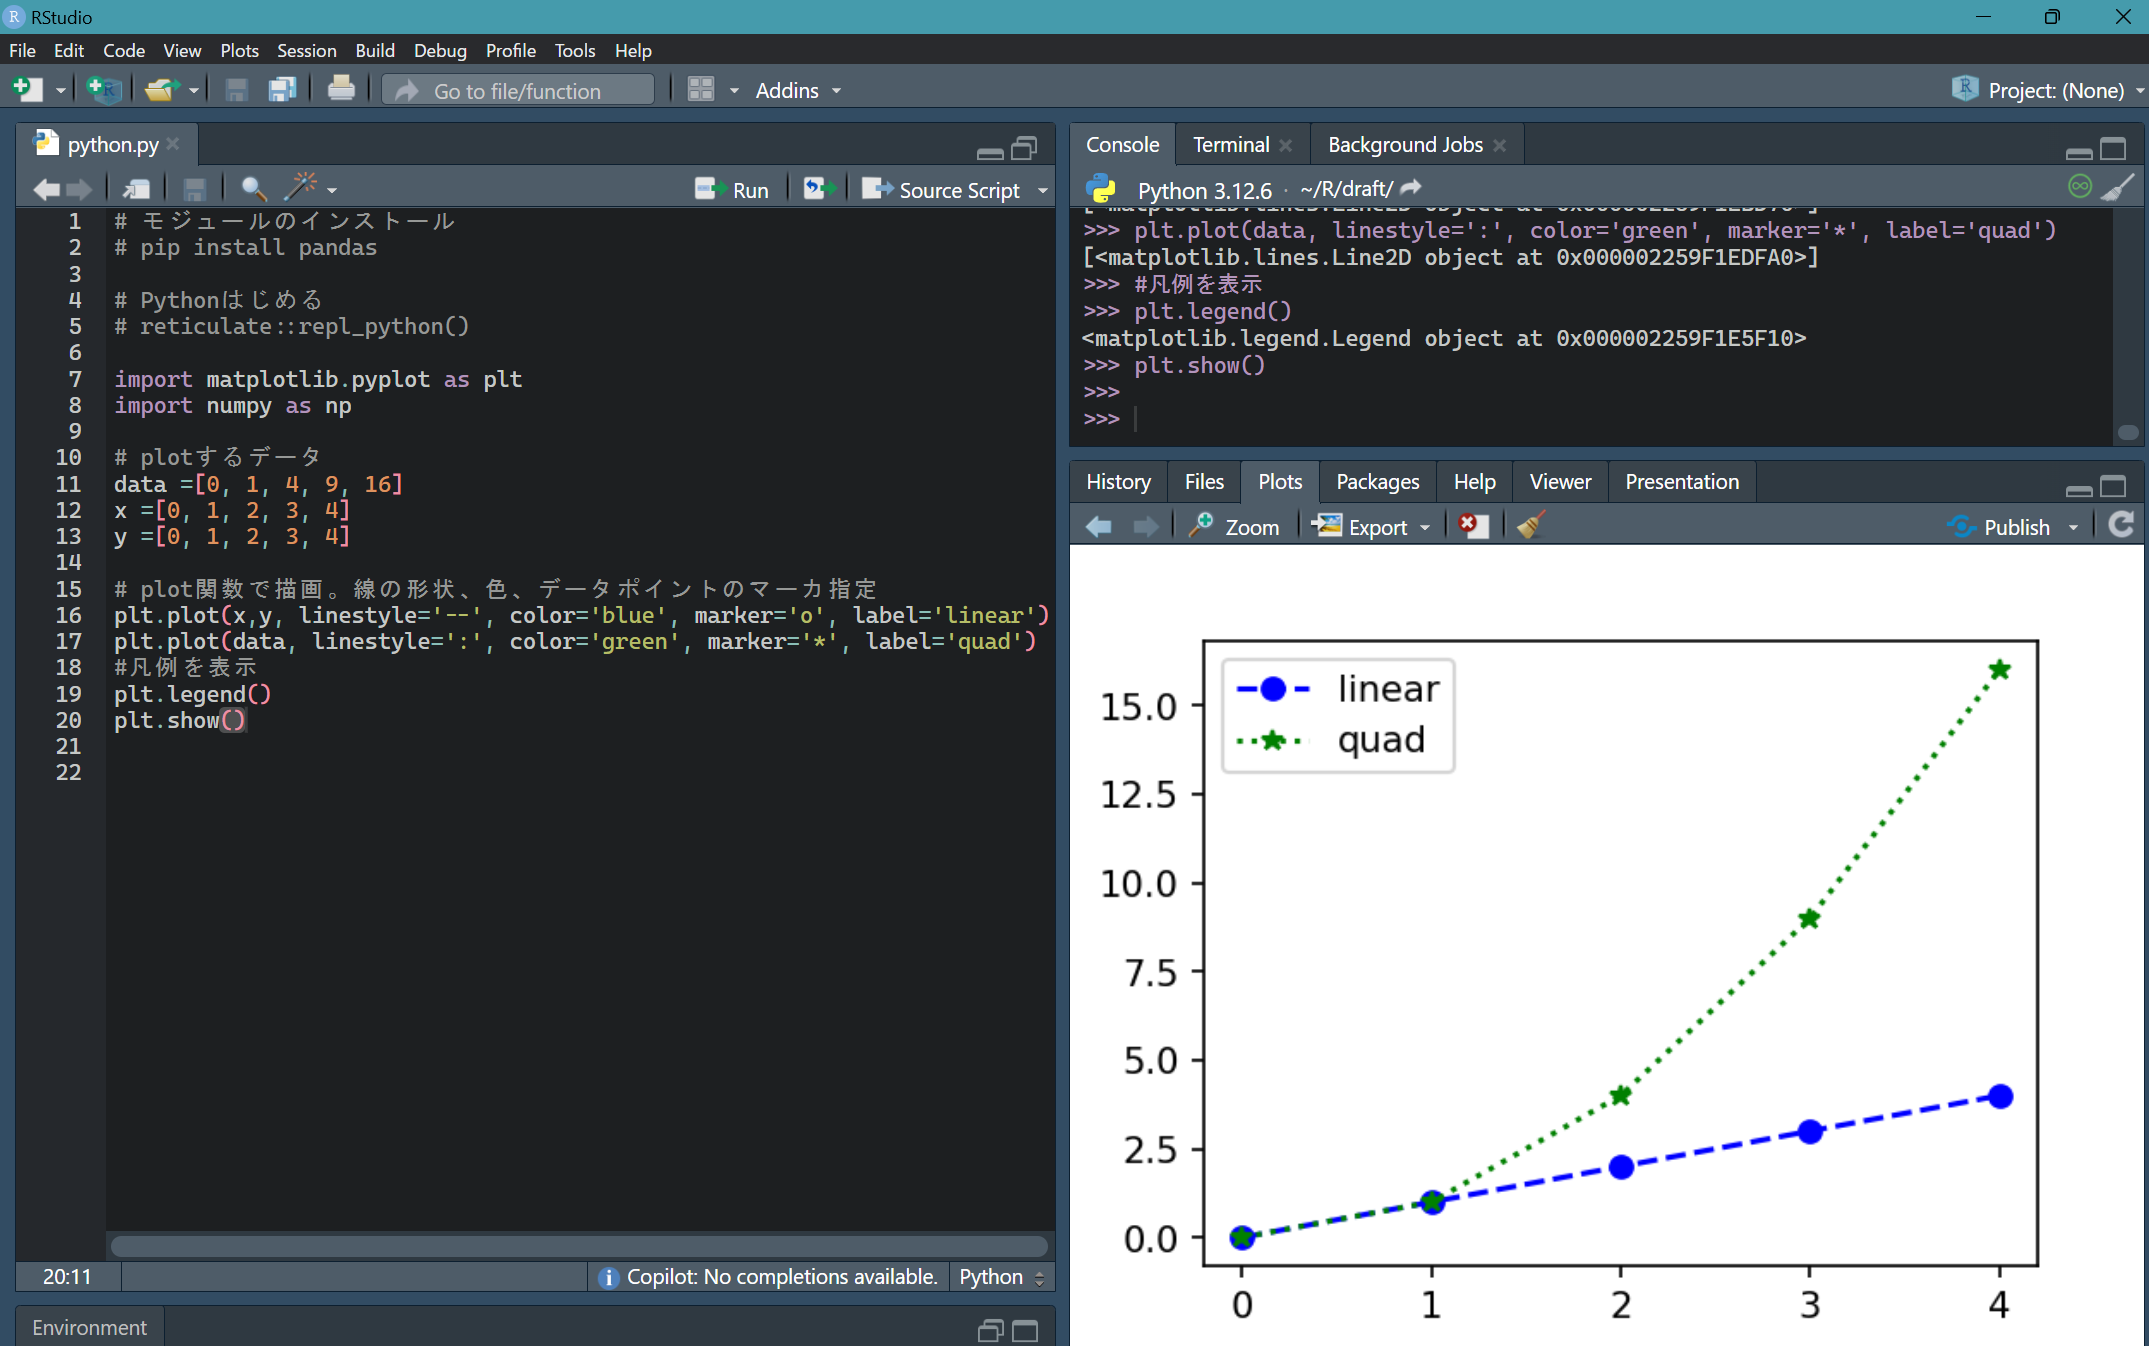 RStudio
File Edit Code View Plots Session Build Debug Profile Tools Help
Go to file/function
Addins
Project: (None)
python.py
Run
Source Script
1 # モジュールのインストール
2 # pip install pandas
3
4 # Pythonはじめる
5 # reticulate::repl_python()
6
7 import matplotlib.pyplot as plt
8 import numpy as np
9
10 # plotするデータ
11 data =[0, 1, 4, 9, 16]
12 x =[0, 1, 2, 3, 4]
13 y =[0, 1, 2, 3, 4]
14
15 # plot関数で描画。線の形状、色、データポイントのマーカ指定
16 plt.plot(x,y, linestyle='--', color='blue', marker='o', label='linear')
17 plt.plot(data, linestyle=':', color='green', marker='*', label='quad')
18 #凡例を表示
19 plt.legend()
20 plt.show()
21
22
20:11
Copilot: No completions available.
Python
Environment
Console Terminal Background Jobs
Python 3.12.6 · ~/R/draft/
>>> plt.plot(data, linestyle=':', color='green', marker='*', label='quad')
[<matplotlib.lines.Line2D object at 0x000002259F1EDFA0>]
>>> #凡例を表示
>>> plt.legend()
<matplotlib.legend.Legend object at 0x000002259F1E5F10>
>>> plt.show()
>>>
>>>
History Files Plots Packages Help Viewer Presentation
Zoom Export Publish
linear
quad
15.0
12.5
10.0
7.5
5.0
2.5
0.0
0 1 2 3 4